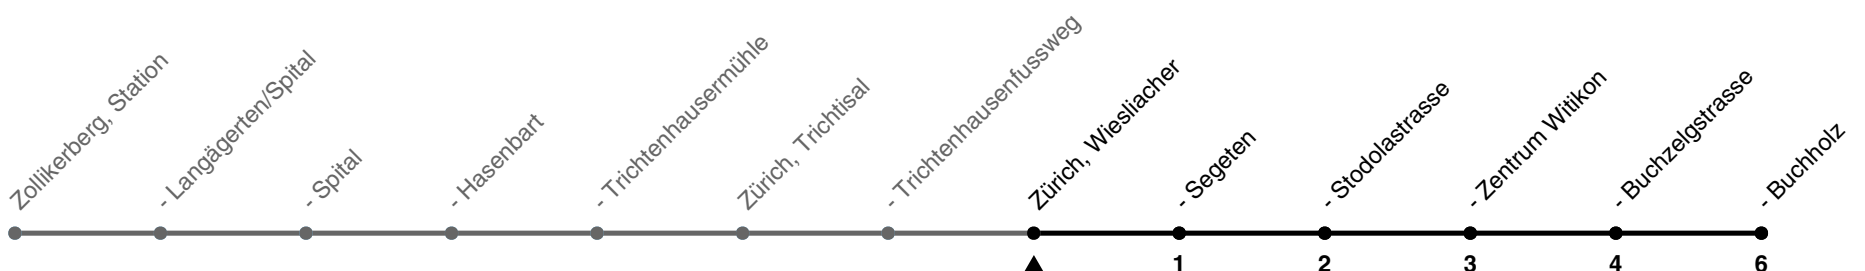 Zollikerberg, Station
- Langägerten/Spital
- Spital
- Hasenbart
- Trichtenhausermühle
Zürich, Trichtisal
- Trichtenhausenfussweg
Zürich, Wiesliacher
- Segeten
- Stodolastrasse
- Zentrum Witikon
- Buchzelgstrasse
- Buchholz
1 2 3 4 6